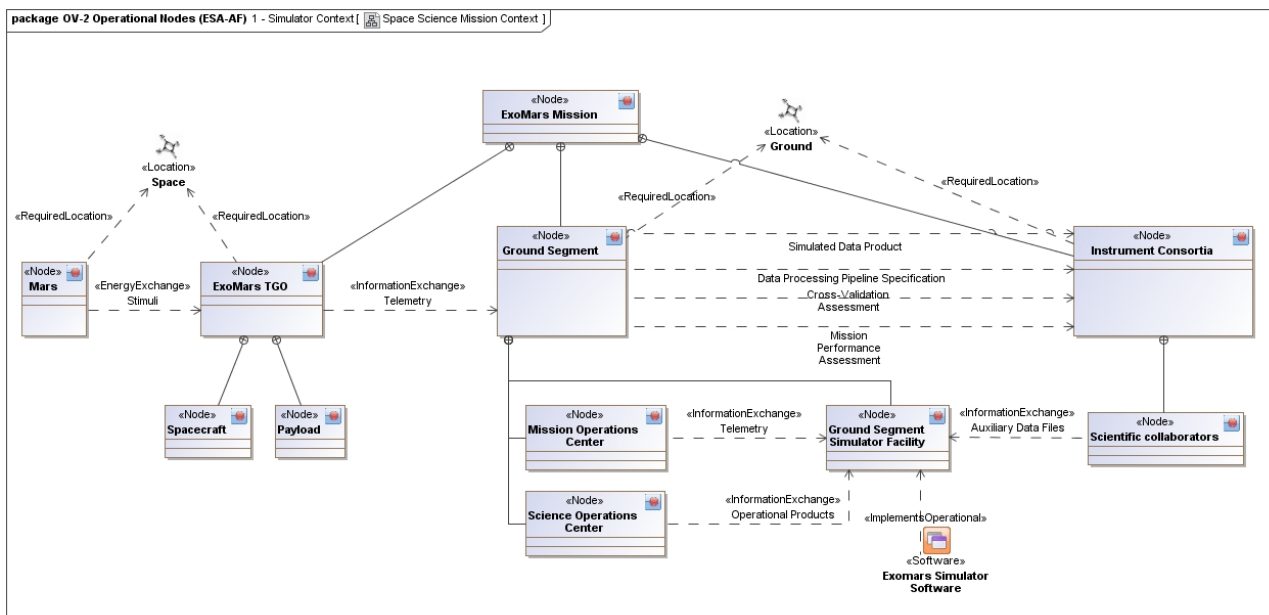 package OV-2 Operational Nodes (ESA-AF) 1 - Simulator Context [ Space Science Mission Context ]
«Node»
ExoMars Mission
«Location»
Ground
«Location»
Space
«RequiredLocation»
«RequiredLocation»
«RequiredLocation»
«RequiredLocation»
«Node»
Mars
«EnergyExchange»
Stimuli
«Node»
ExoMars TGO
«InformationExchange»
Telemetry
«Node»
Ground Segment
Simulated Data Product
Data Processing Pipeline Specification
Cross-Validation
Assessment
Mission
Performance
Assessment
«Node»
Instrument Consortia
«Node»
Spacecraft
«Node»
Payload
«Node»
Mission Operations
Center
«InformationExchange»
Telemetry
«Node»
Ground Segment
Simulator Facility
«InformationExchange»
Auxiliary Data Files
«Node»
Scientific collaborators
«Node»
Science Operations
Center
«InformationExchange»
Operational Products
«ImplementsOperational»
«Software»
Exomars Simulator
Software